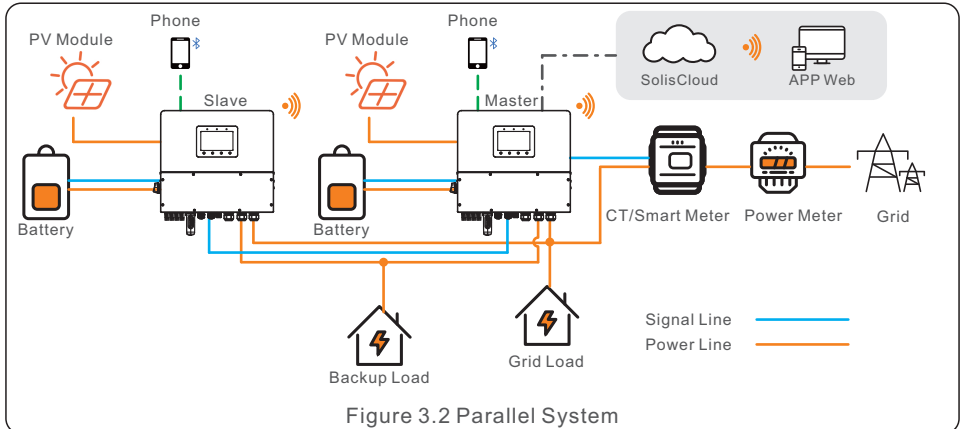 Phone
Phone
PV Module
PV Module
SolisCloud
APP Web
Slave
Master
Battery
Battery
CT/Smart Meter
Power Meter
Grid
Signal Line
Power Line
Grid Load
Backup Load
Figure 3.2 Parallel System